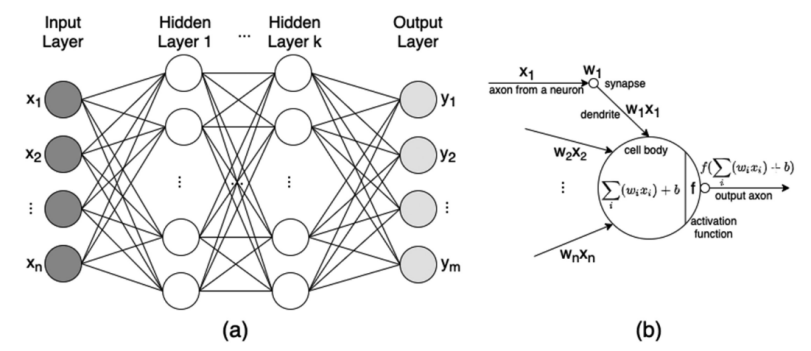 Input Layer
Hidden Layer 1
...
Hidden Layer k
Output Layer
x1
x2
⋮
xn
⋮
...
⋮
y1
y2
⋮
ym
(a)
x1
axon from a neuron
w1
synapse
dendrite
w1x1
w2x2
⋮
wnxn
cell body
∑i(wixi) + b
f
f(∑i(wixi) + b)
output axon
activation function
(b)